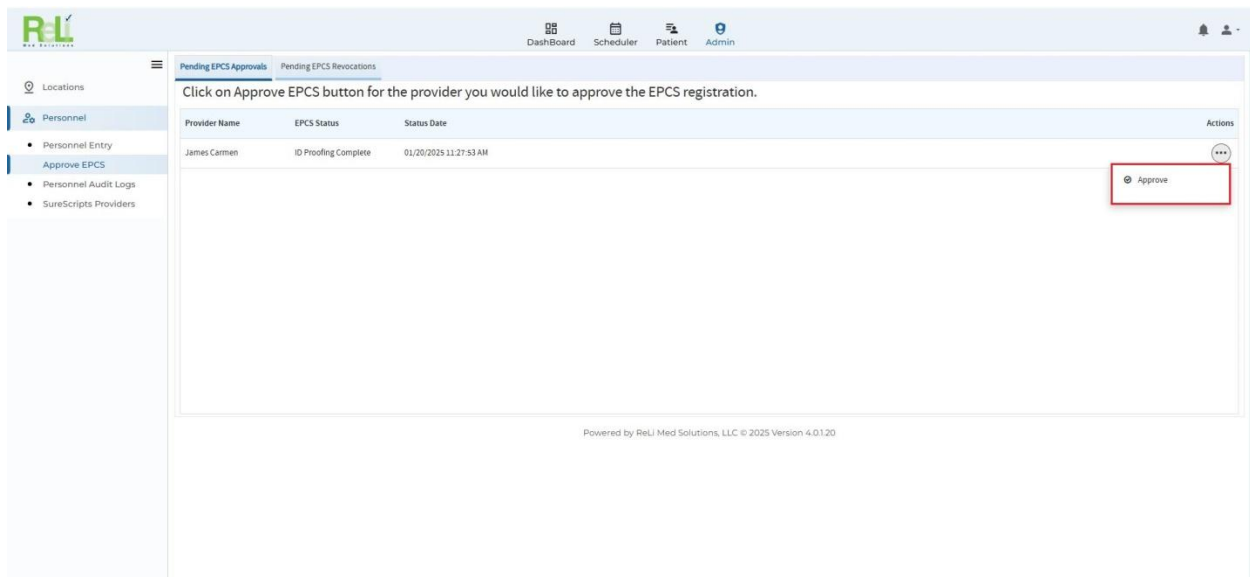 ReLi
Med Solutions
DashBoard Scheduler Patient Admin
Pending EPCS Approvals Pending EPCS Revocations
Locations
Click on Approve EPCS button for the provider you would like to approve the EPCS registration.
Personnel
Provider Name EPCS Status Status Date Actions
Personnel Entry
James Carmen ID Proofing Complete 01/20/2025 11:27:53 AM
Approve EPCS
Approve
Personnel Audit Logs
SureScripts Providers
Powered by ReLi Med Solutions, LLC © 2025 Version 4.0.1.20